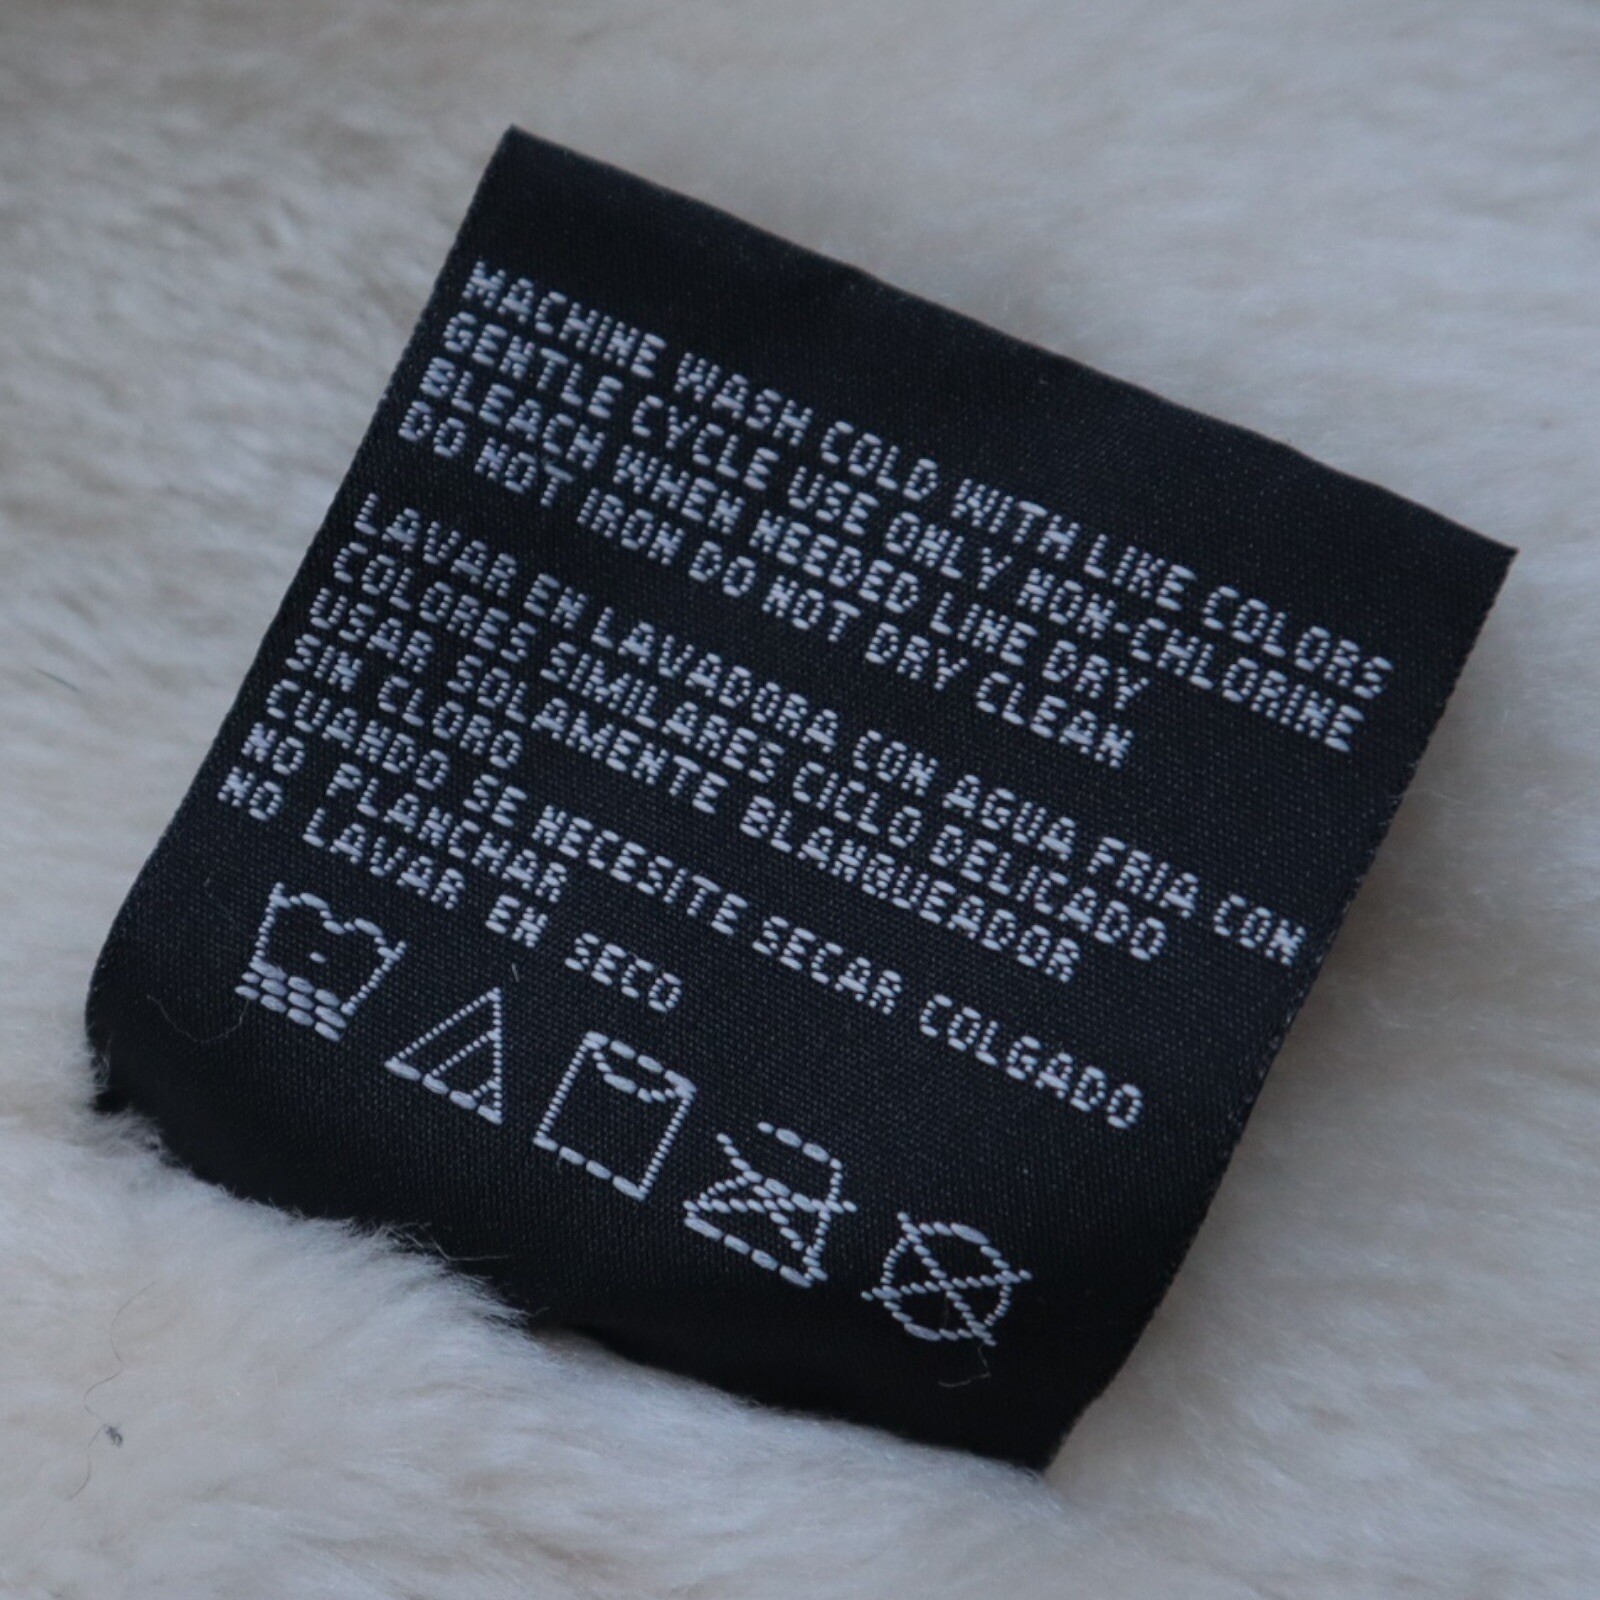 MACHINE WASH COLD WITH LIKE COLORS
GENTLE CYCLE USE ONLY NON-CHLORINE
BLEACH WHEN NEEDED LINE DRY
DO NOT IRON DO NOT DRY CLEAN
LAVAR EN LAVADORA CON AGUA FRIA CON
COLORES SIMILARES CICLO DELICADO
USAR SOLAMENTE BLANGUEADOR
SIN CLORO
CUANDO SE NECESITE SECAR COLGADO
NO PLANCHAR
NO LAVAR EN SECO